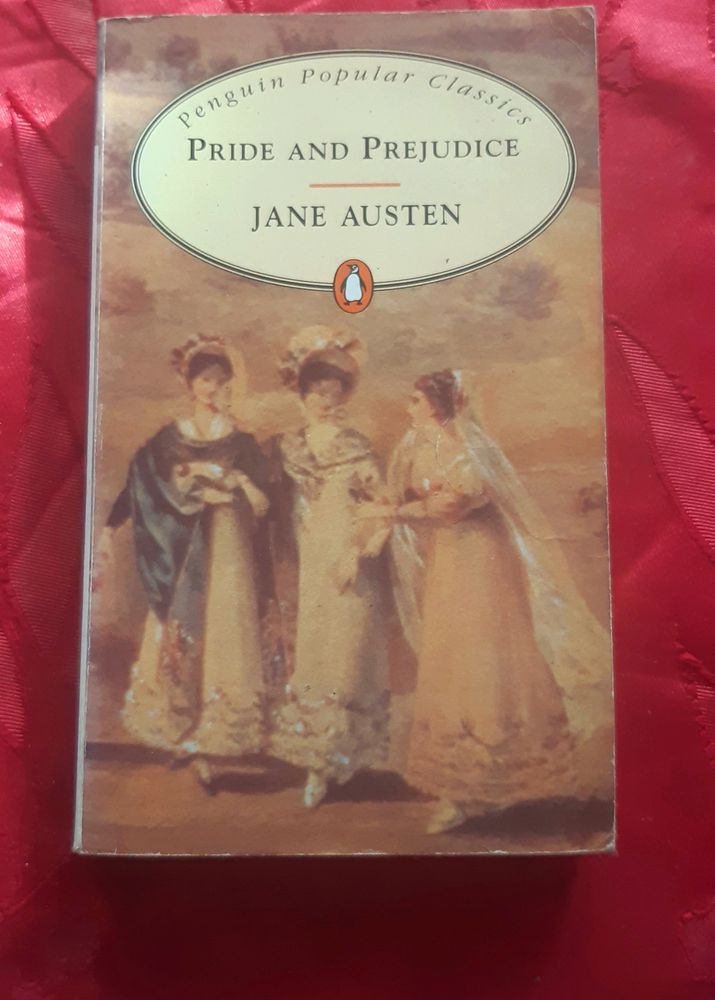 Penguin Popular Classics
PRIDE AND PREJUDICE
JANE AUSTEN